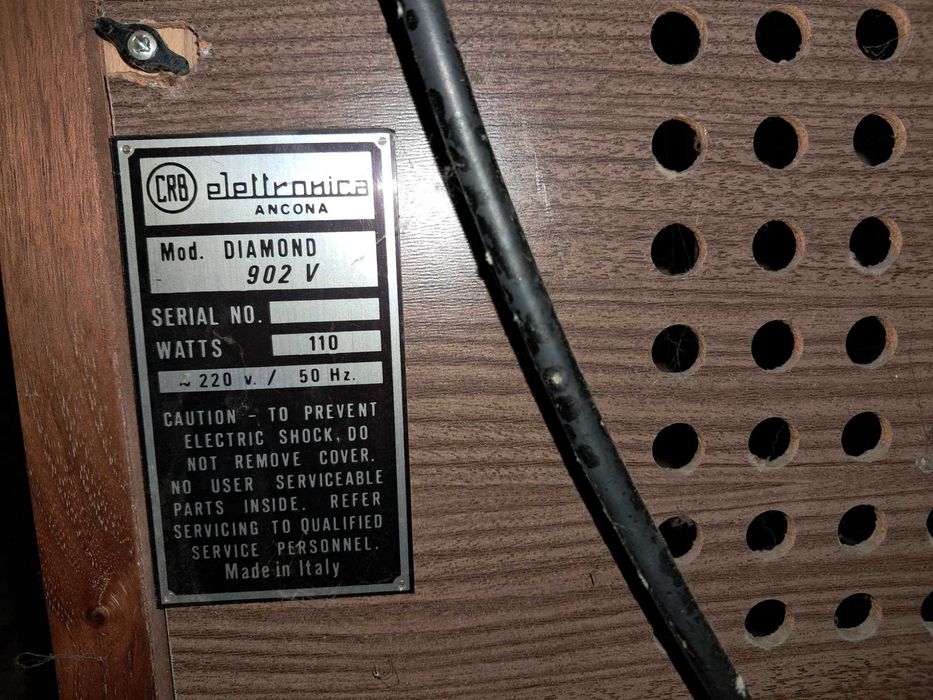 CRB elettronica
ANCONA
Mod. DIAMOND
902 V
SERIAL NO.
WATTS 110
~ 220 v. / 50 Hz.
CAUTION - TO PREVENT
ELECTRIC SHOCK, DO
NOT REMOVE COVER.
NO USER SERVICEABLE
PARTS INSIDE. REFER
SERVICING TO QUALIFIED
SERVICE PERSONNEL.
Made in Italy